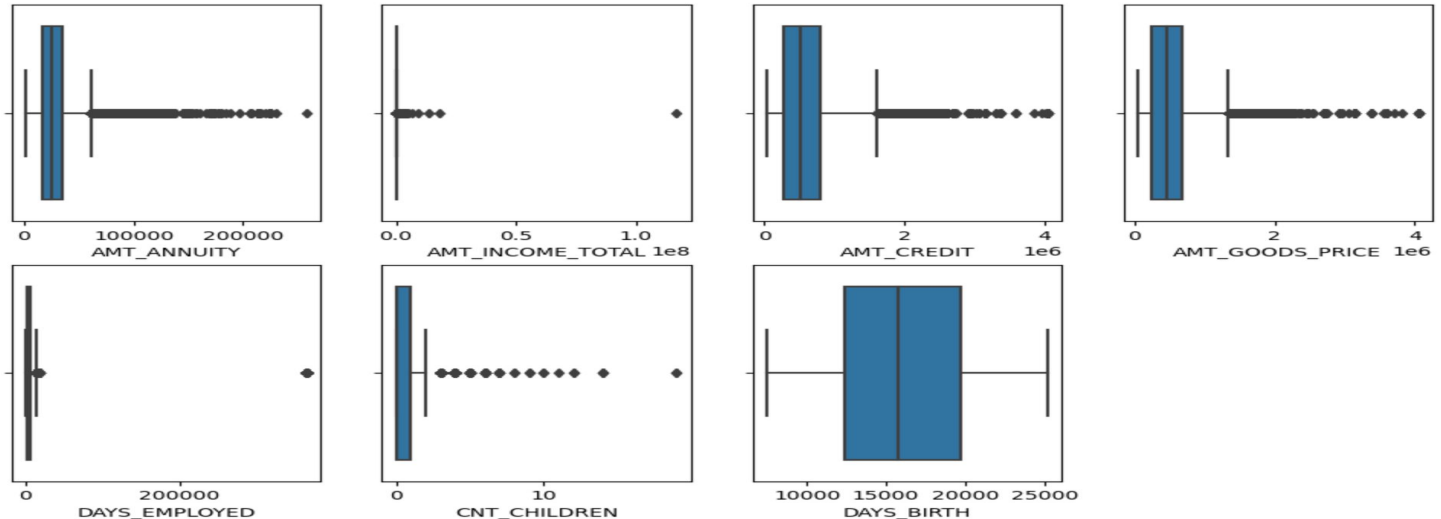 0 100000 200000
AMT_ANNUITY
0.0 0.5 1.0
AMT_INCOME_TOTAL 1e8
0 2 4
AMT_CREDIT 1e6
0 2 4
AMT_GOODS_PRICE 1e6
0 200000
DAYS_EMPLOYED
0 10
CNT_CHILDREN
10000 15000 20000 25000
DAYS_BIRTH